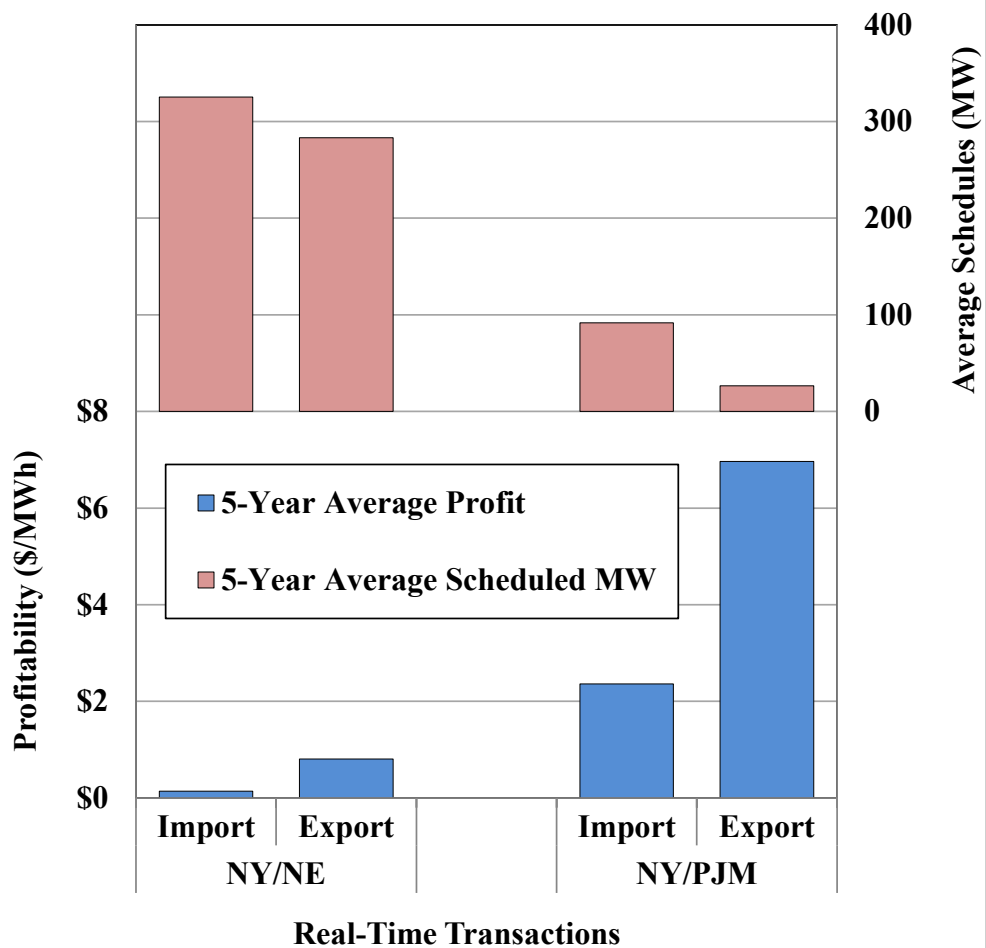 400
300
200
100
0
Average Schedules (MW)
$8
$6
$4
$2
$0
Profitability ($/MWh)
5-Year Average Profit
5-Year Average Scheduled MW
Import Export Import Export
NY/NE NY/PJM
Real-Time Transactions